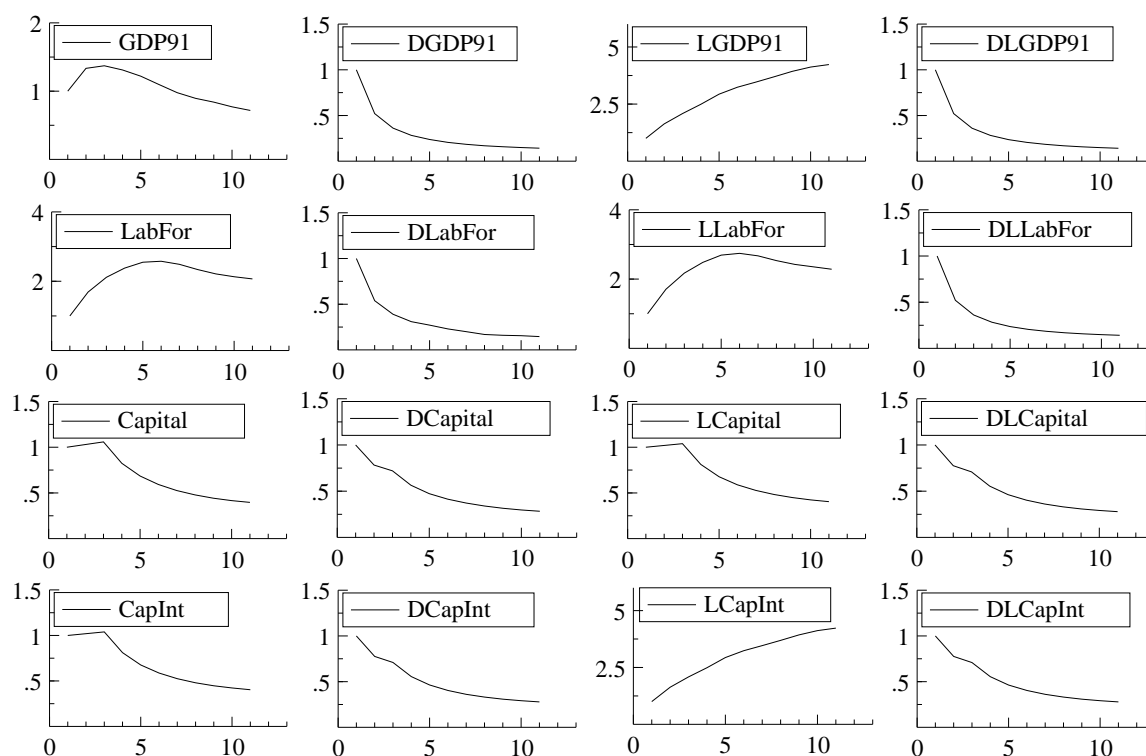 2 GDP91 1.5 DGDP91 LGDP91 1.5 DLGDP91
5
1 1 1
2.5
.5 .5
0 5 10 0 5 10 0 5 10 0 5 10
4 LabFor 1.5 DLabFor 4 LLabFor 1.5 DLLabFor
1 1
2 2
.5 .5
0 5 10 0 5 10 0 5 10 0 5 10
1.5 Capital 1.5 DCapital 1.5 LCapital 1.5 DLCapital
1 1 1 1
.5 .5 .5 .5
0 5 10 0 5 10 0 5 10 0 5 10
1.5 CapInt 1.5 DCapInt LCapInt 1.5 DLCapInt
5
1 1 1
2.5
.5 .5 .5
0 5 10 0 5 10 0 5 10 0 5 10